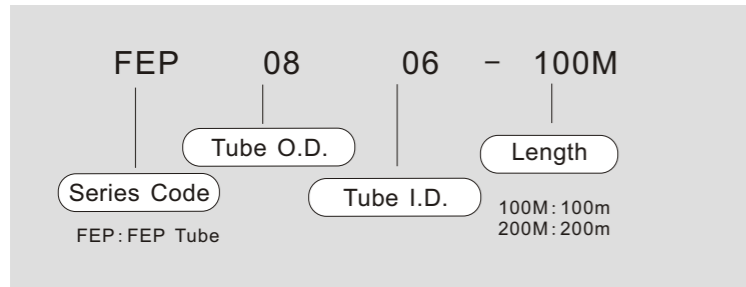 FEP 08 06 - 100M
Tube O.D.
Length
Series Code
Tube I.D.
100M:100m
FEP:FEP Tube
200M:200m